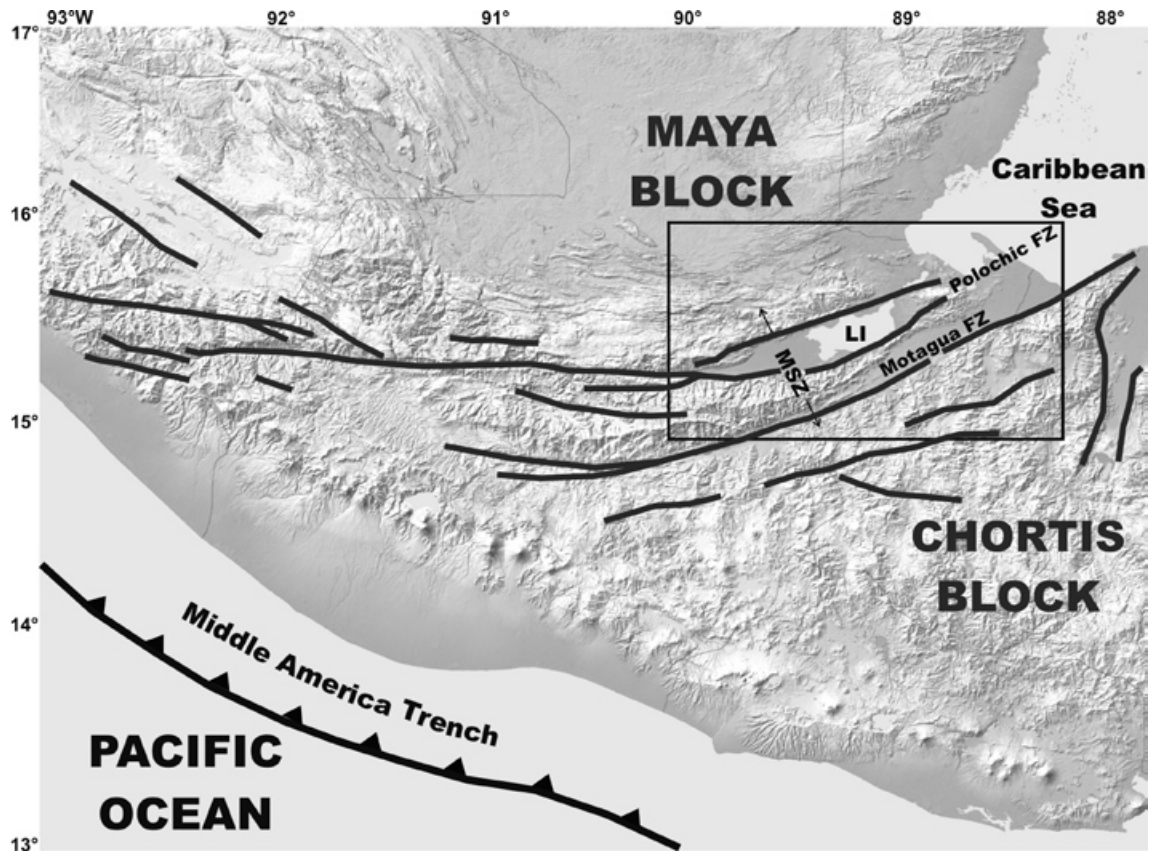 93°W 92° 91° 90° 89° 88°
17°
MAYA
BLOCK
Caribbean
Sea
16°
Polochic FZ
LI
Motagua FZ
MSZ
15°
CHORTIS
BLOCK
14°
Middle America Trench
PACIFIC
OCEAN
13°